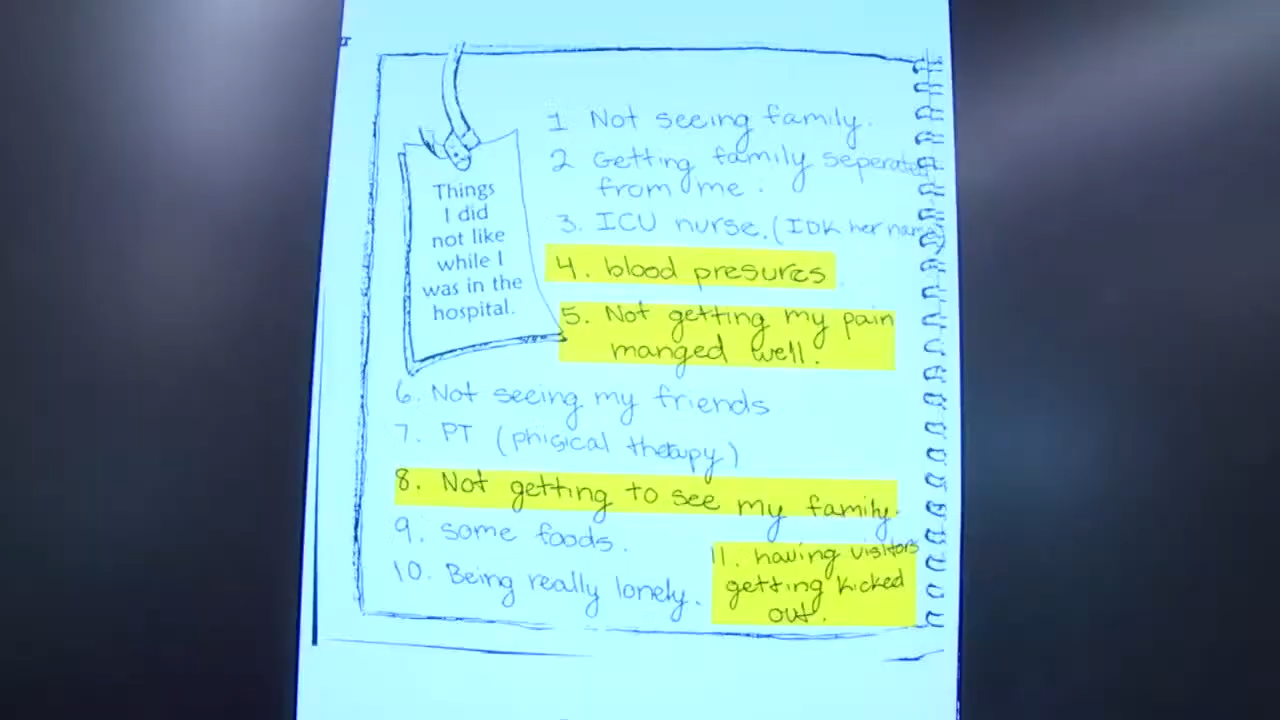 Things
I did
not like
while I
was in the
hospital.
1 Not seeing family.
2 Getting family seperated
from me.
3. ICU nurse. (IDK her name)
4. blood presures
5. Not getting my pain
manged well.
6. Not seeing my friends
7. PT (phisical therapy)
8. Not getting to see my family.
9. some foods.
10. Being really lonely.
11. having visitors
getting kicked
out.